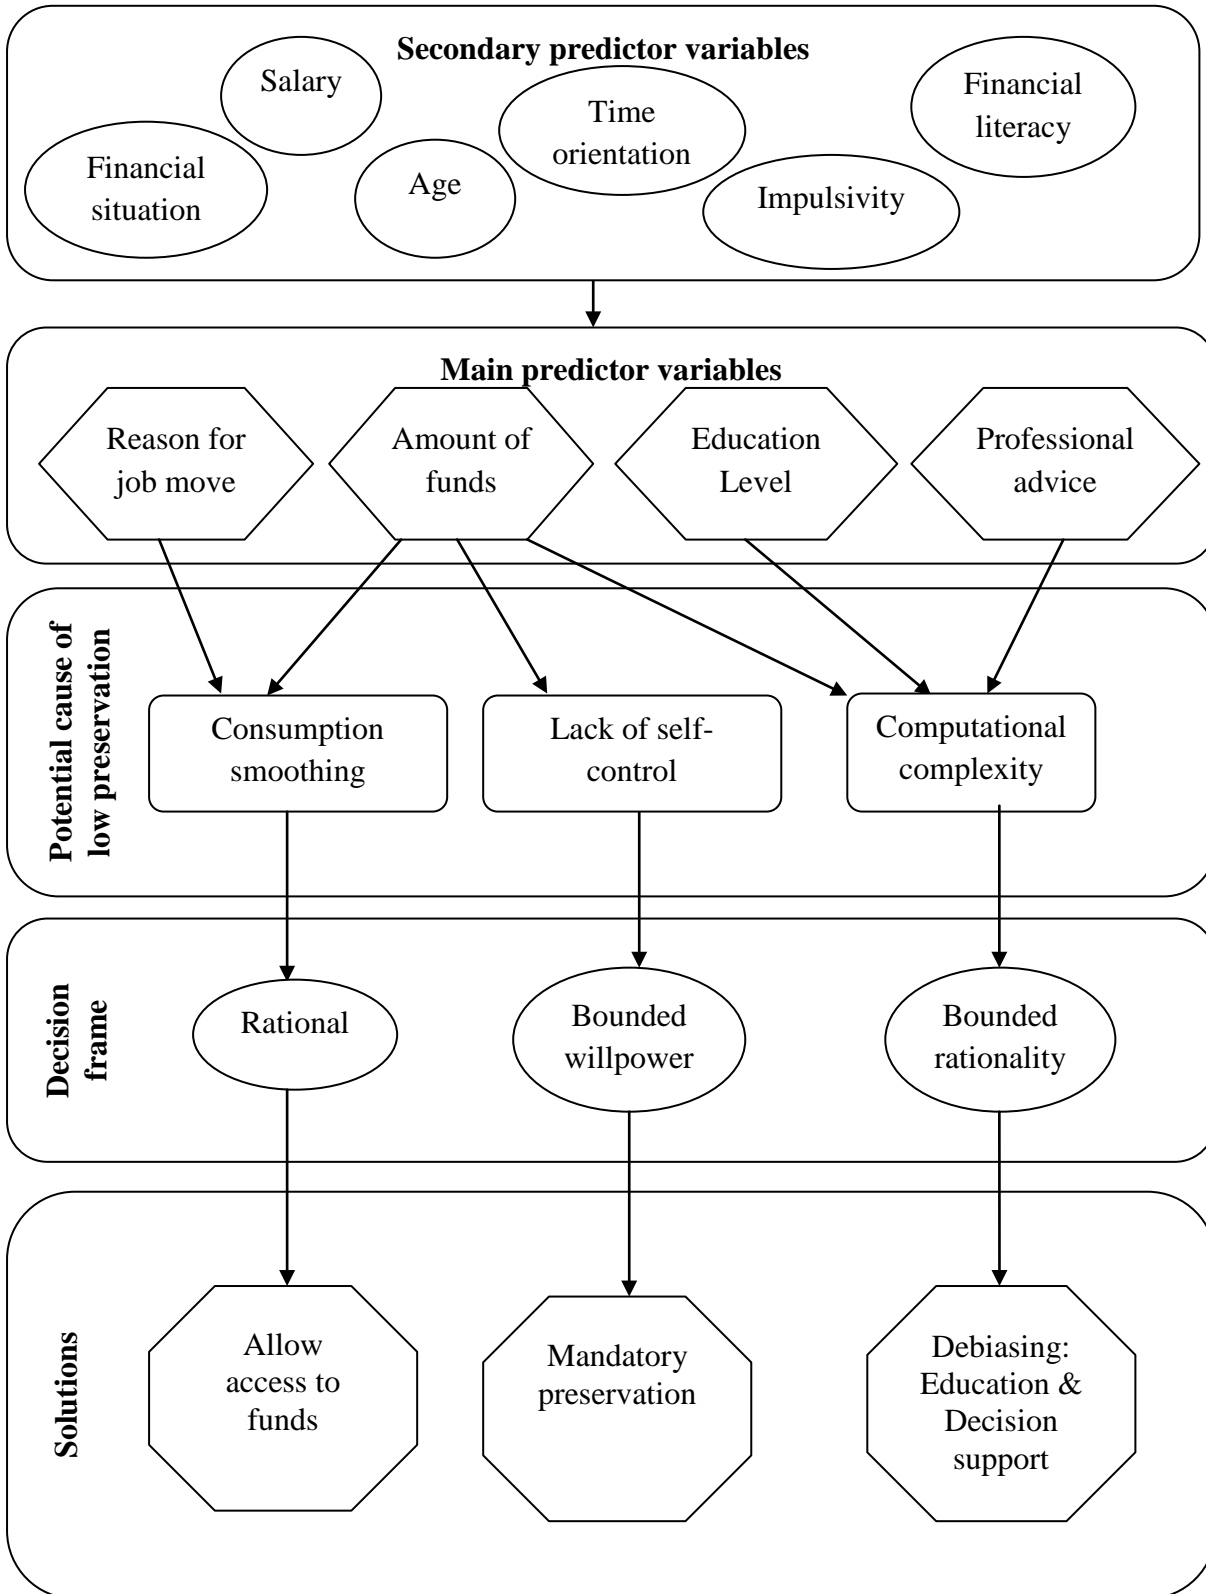 Secondary predictor variables
Salary
Time
orientation
Financial
literacy
Financial
situation
Age
Impulsivity
Main predictor variables
Reason for
job move
Amount of
funds
Education
Level
Professional
advice
Potential cause of
low preservation
Consumption
smoothing
Lack of self-
control
Computational
complexity
Decision
frame
Rational
Bounded
willpower
Bounded
rationality
Solutions
Allow
access to
funds
Mandatory
preservation
Debiasing:
Education &
Decision
support